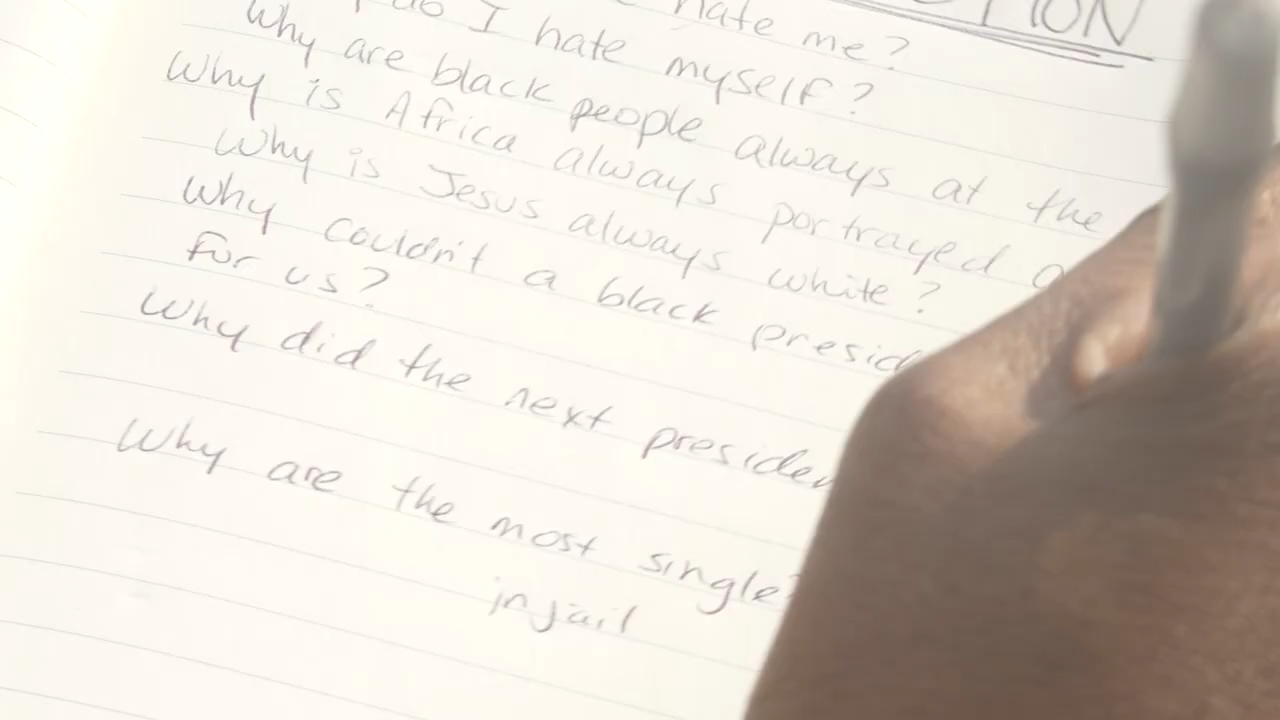 TION
hate me?
do I hate myself?
Why are black people always at the
Why is Africa always portrayed
Why is Jesus always white?
Why couldn't a black presid
for us?
Why did the next presiden
Why are the most single?
in jail